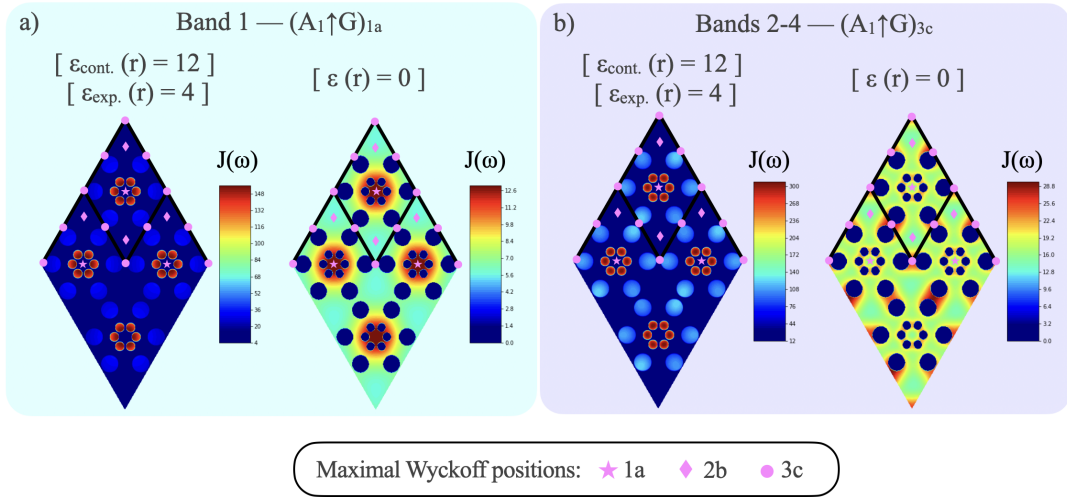 a)
Band 1 — (A₁↑G)₁ₐ
[ εcont. (r) = 12 ]
[ εexp. (r) = 4 ]
[ ε (r) = 0 ]
J(ω)
148
132
116
100
84
68
52
36
20
4
J(ω)
12.6
11.2
9.8
8.4
7.0
5.6
4.2
2.8
1.4
0.0
b)
Bands 2-4 — (A₁↑G)₃c
[ εcont. (r) = 12 ]
[ εexp. (r) = 4 ]
[ ε (r) = 0 ]
J(ω)
300
268
236
204
172
140
108
76
44
12
J(ω)
28.8
25.6
22.4
19.2
16.0
12.8
9.6
6.4
3.2
0.0
Maximal Wyckoff positions: 1a 2b 3c